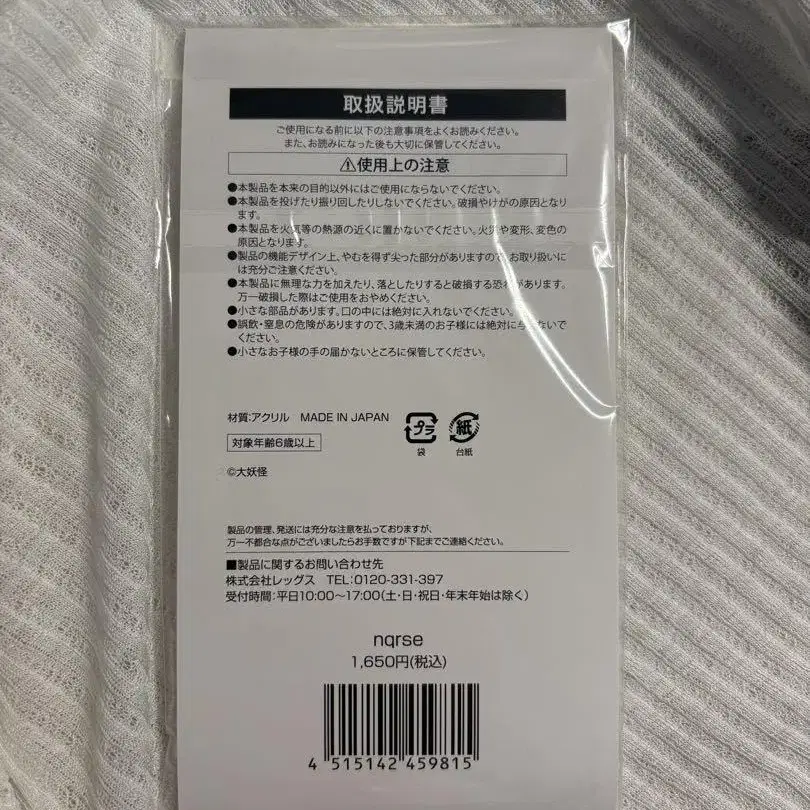 取扱説明書
ご使用になる前に以下の注意事項をよくお読みください。
また、お読みになった後も大切に保管してください。
⚠使用上の注意
●本製品を本来の目的以外にはご使用にならないでください。
●本製品を投げたり振り回したりしないでください。破損やけがの原因となり
ます。
●本製品を火気等の熱源の近くに置かないでください。火災や変形、変色の
原因となります。
●製品の機能デザイン上、やむを得ず尖った部分がありますので、お取り扱いに
は充分ご注意ください。
●本製品に無理な力を加えたり、落としたりすると破損する恐れがあります。
万一破損した際はご使用をおやめください。
●小さな部品があります。口の中には絶対に入れないでください。
●誤飲・窒息の危険がありますので、3歳未満のお子様には絶対に与えないで
ください。
●小さなお子様の手の届かないところに保管してください。
材質:アクリル MADE IN JAPAN
プラ 紙
袋 台紙
対象年齢6歳以上
©大妖怪
製品の管理、発送には充分な注意を払っておりますが、
万一不都合な点がございましたらお手数ですが下記までご連絡ください。
■製品に関するお問い合わせ先
株式会社レッグス TEL:0120-331-397
受付時間:平日10:00〜17:00(土・日・祝日・年末年始は除く)
nqrse
1,650円(税込)
4 515142 459815